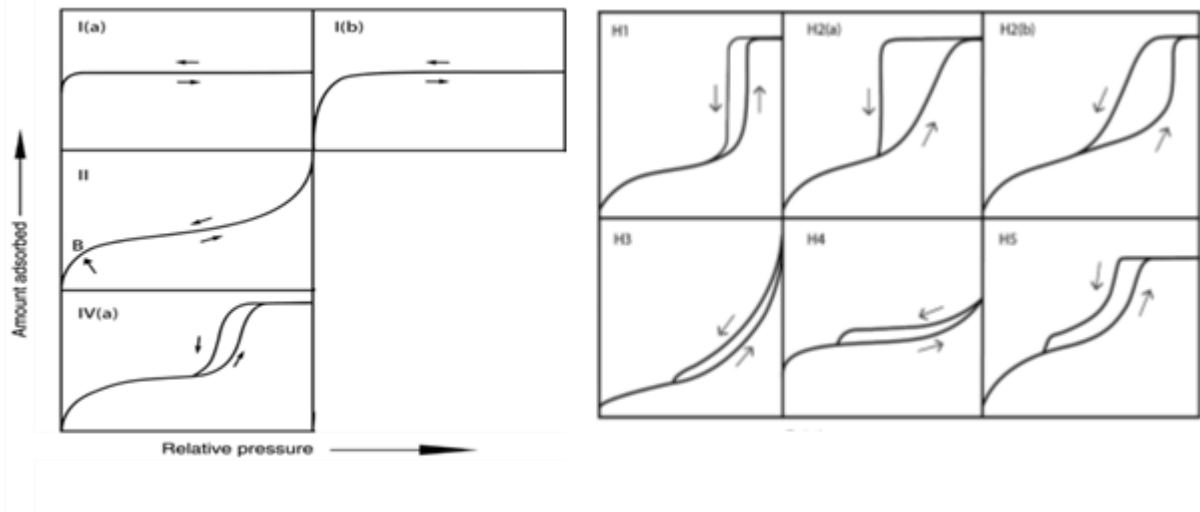 I(a)
I(b)
II
B
IV(a)
Amount adsorbed
Relative pressure
H1
H2(a)
H2(b)
H3
H4
H5